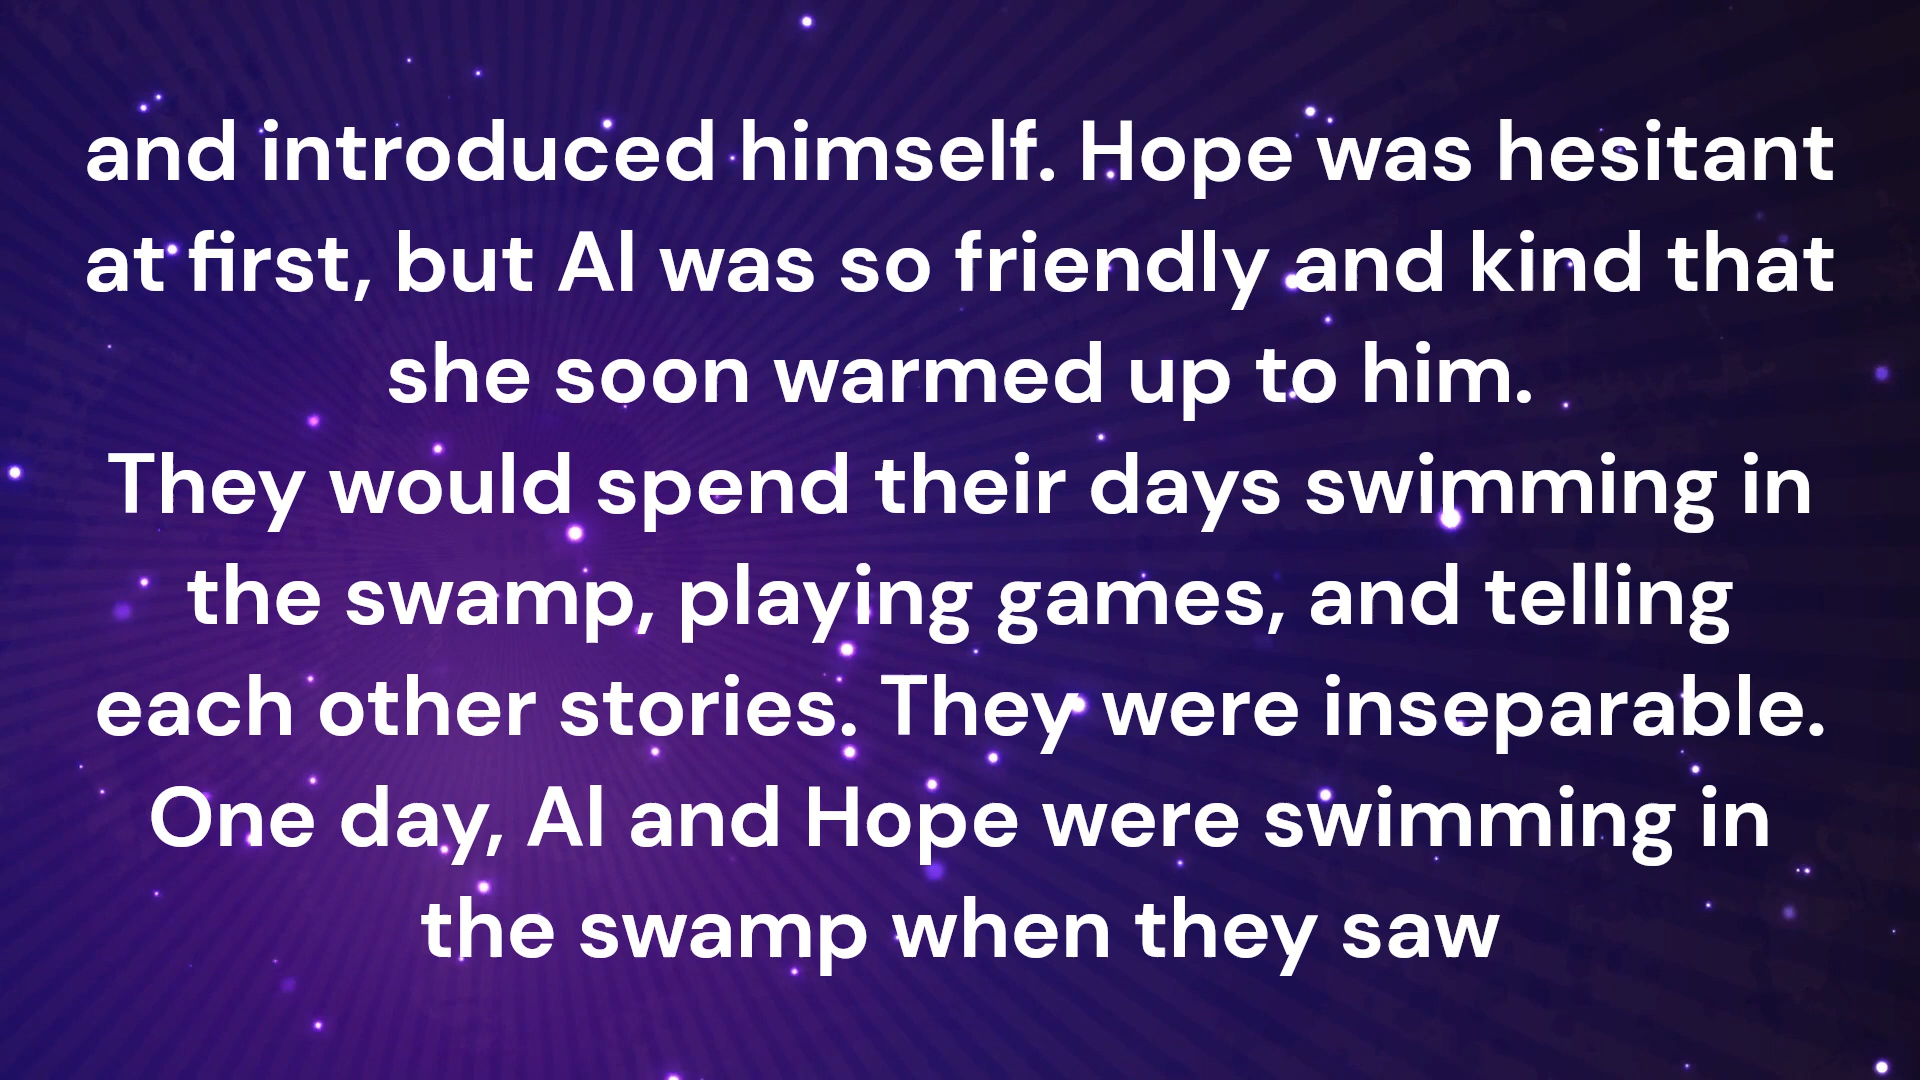 and introduced himself. Hope was hesitant
at first, but Al was so friendly and kind that
she soon warmed up to him.
They would spend their days swimming in
the swamp, playing games, and telling
each other stories. They were inseparable.
One day, Al and Hope were swimming in
the swamp when they saw